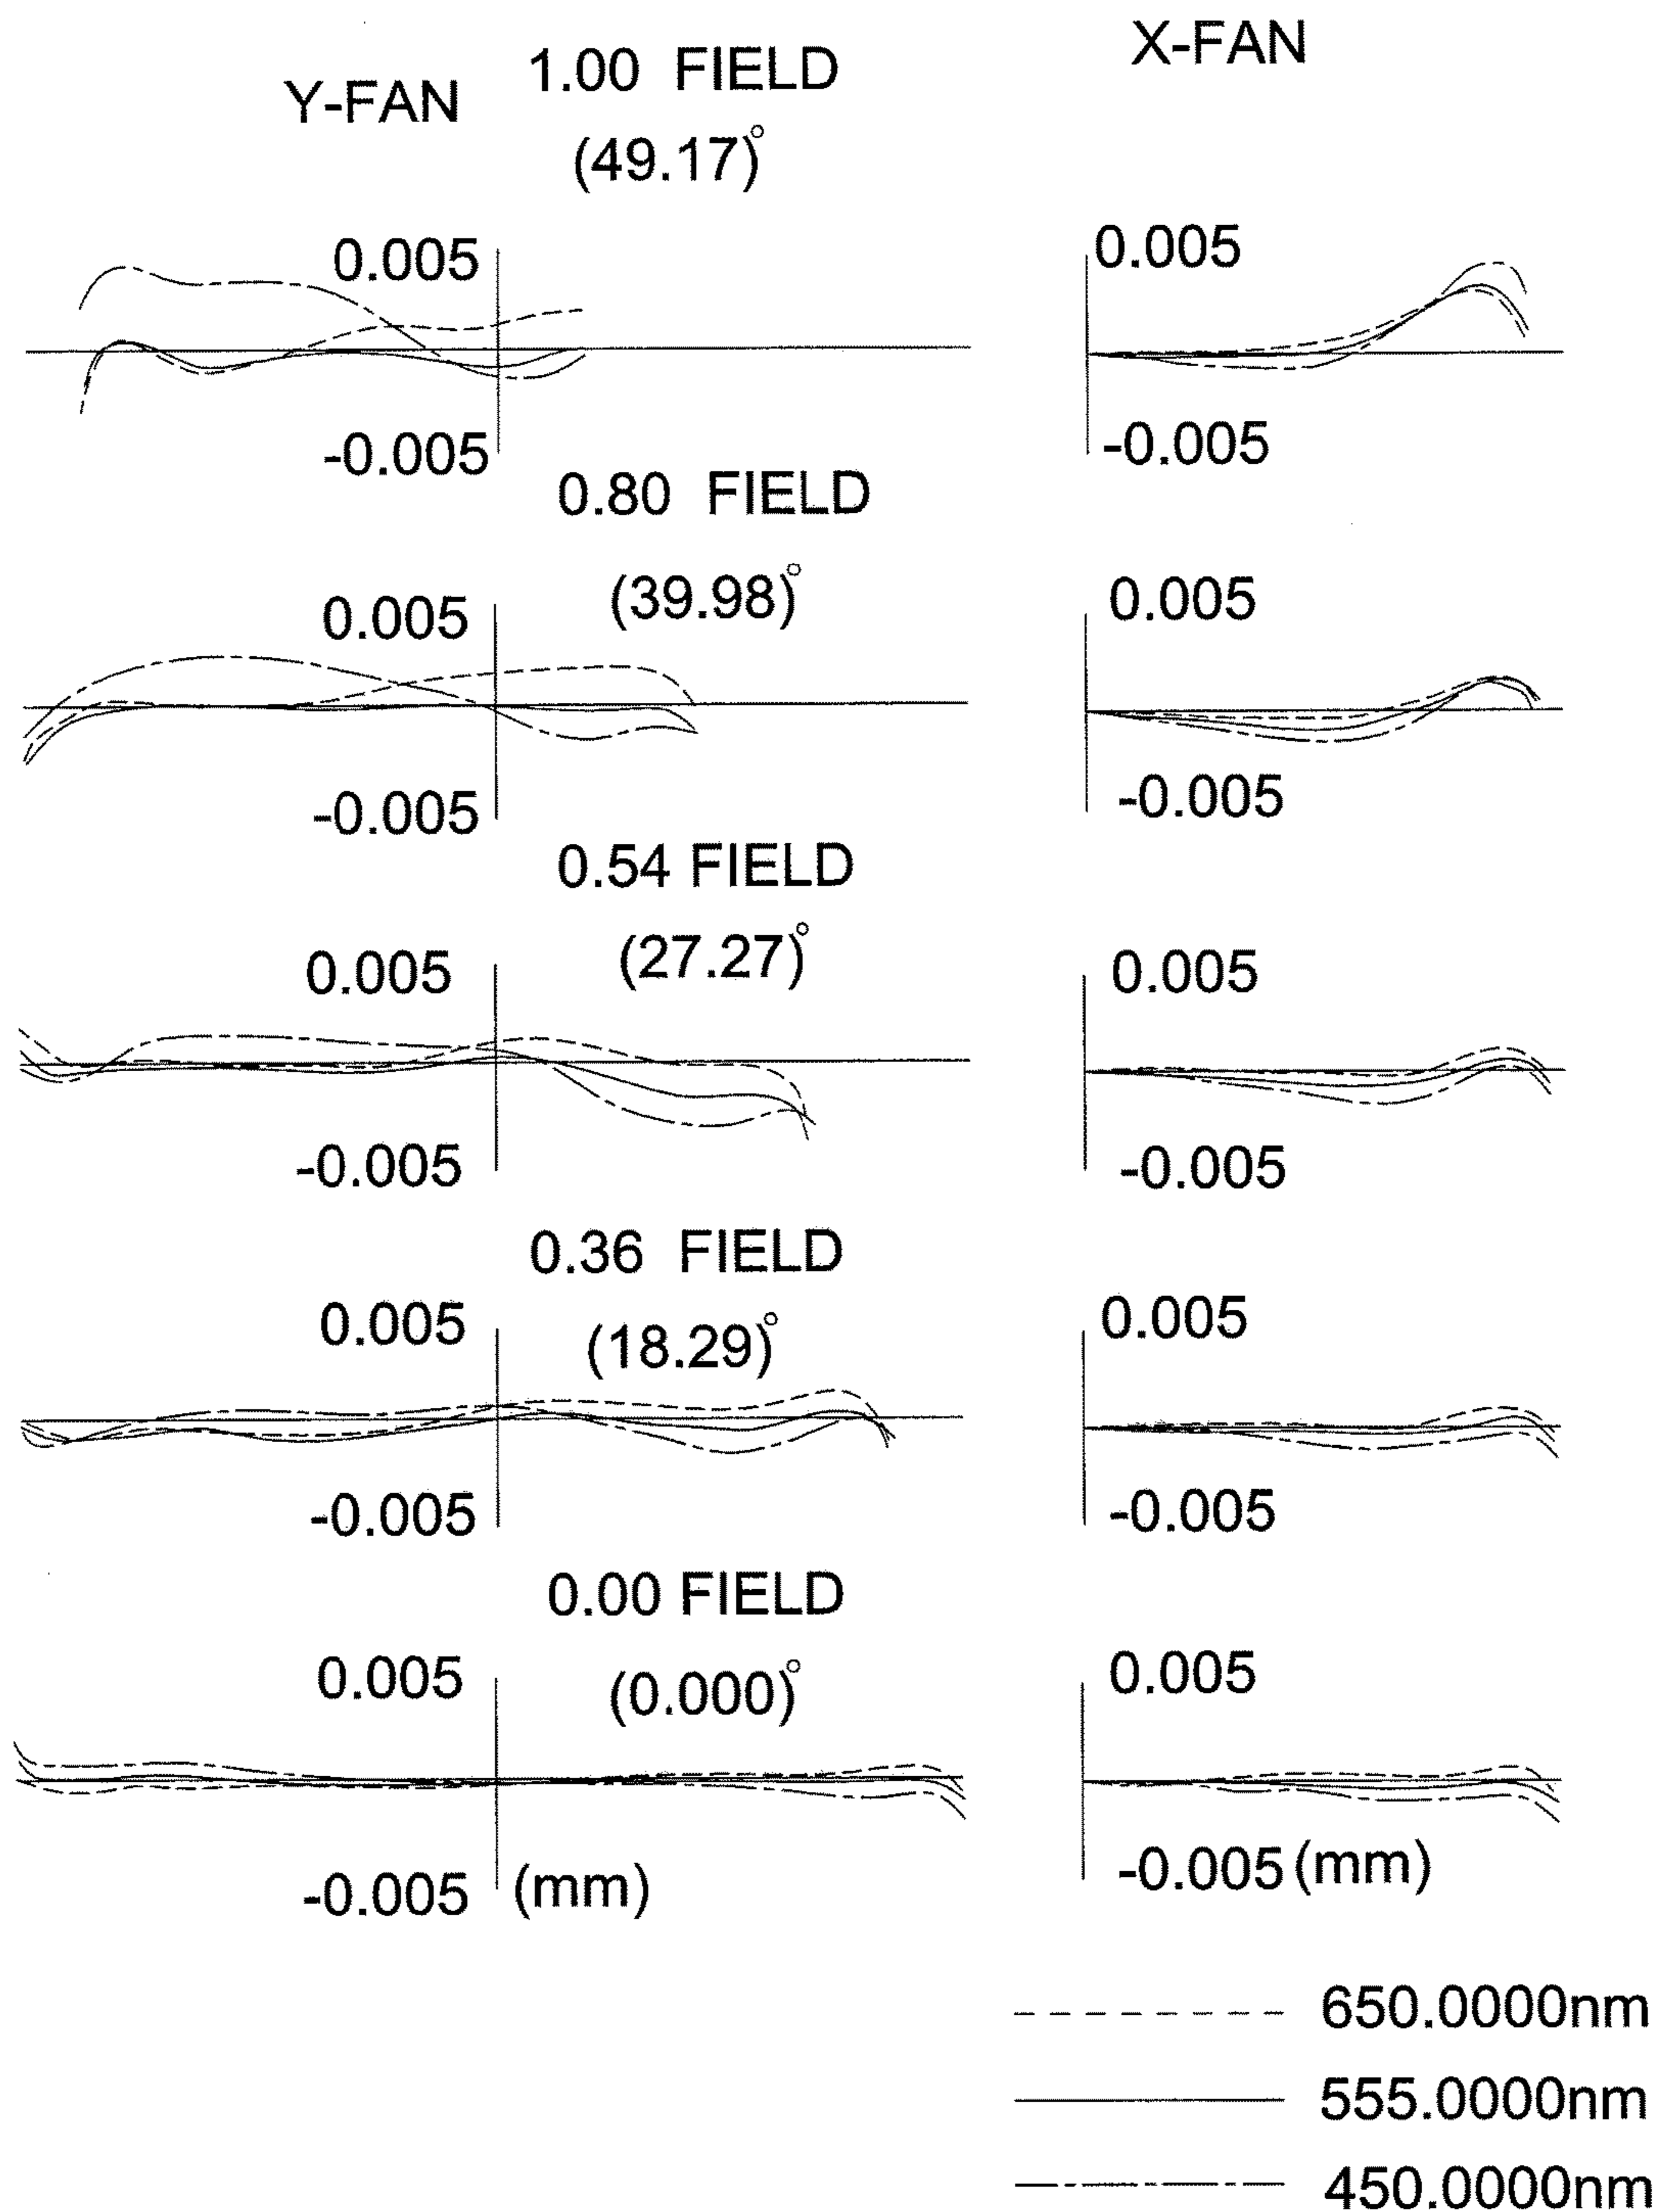 Y-FAN
1.00 FIELD
(49.17)°
X-FAN
0.005
-0.005
0.005
-0.005
0.80 FIELD
(39.98)°
0.005
-0.005
0.005
-0.005
0.54 FIELD
(27.27)°
0.005
-0.005
0.005
-0.005
0.36 FIELD
(18.29)°
0.005
-0.005
0.005
-0.005
0.00 FIELD
(0.000)°
0.005
-0.005 (mm)
0.005
-0.005 (mm)
650.0000nm
555.0000nm
450.0000nm